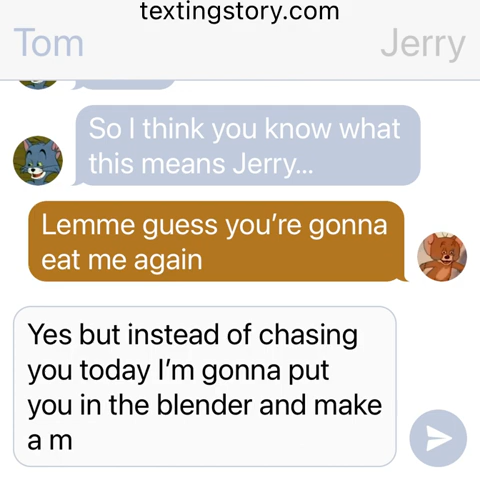 textingstory.com
Tom
Jerry
So I think you know what
this means Jerry...
Lemme guess you're gonna
eat me again
Yes but instead of chasing
you today I'm gonna put
you in the blender and make
a m